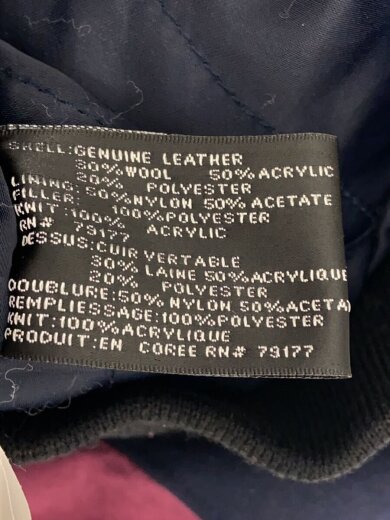 SHELL:GENUINE LEATHER
30%WOOL 50%ACRYLIC
20% POLYESTER
LINING:50%NYLON 50%ACETATE
FILLER: 100%POLYESTER
KNIT:100% ACRYLIC
RN# 79177
DESSUS:CUIR VERTABLE
30% LAINE 50%ACRYLIQUE
20% POLYESTER
DOUBLURE:50%NYLON 50%ACETA
REMPLIESSAGE:100%POLYESTER
KNIT:100%ACRYLIQUE
PRODUIT:EN COREE RN# 79177